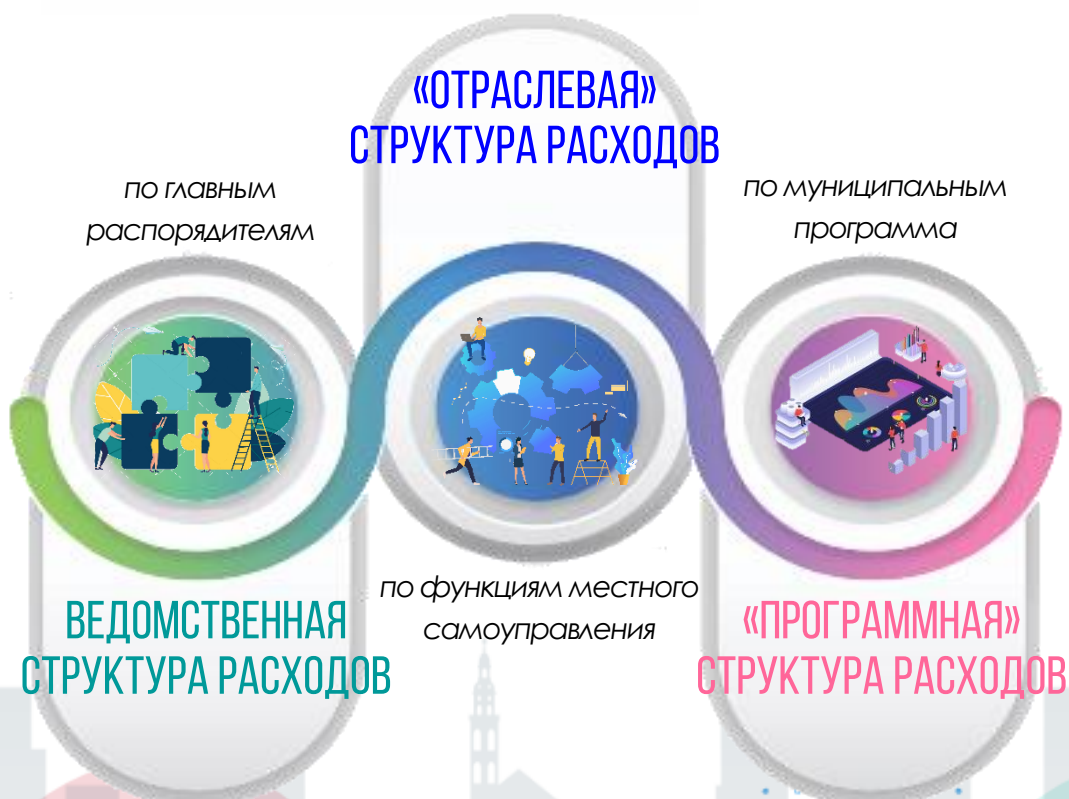 «ОТРАСЛЕВАЯ»
СТРУКТУРА РАСХОДОВ
по главным
распорядителям
по муниципальным
программа
по функциям местного
самоуправления
ВЕДОМСТВЕННАЯ
СТРУКТУРА РАСХОДОВ
«ПРОГРАММНАЯ»
СТРУКТУРА РАСХОДОВ